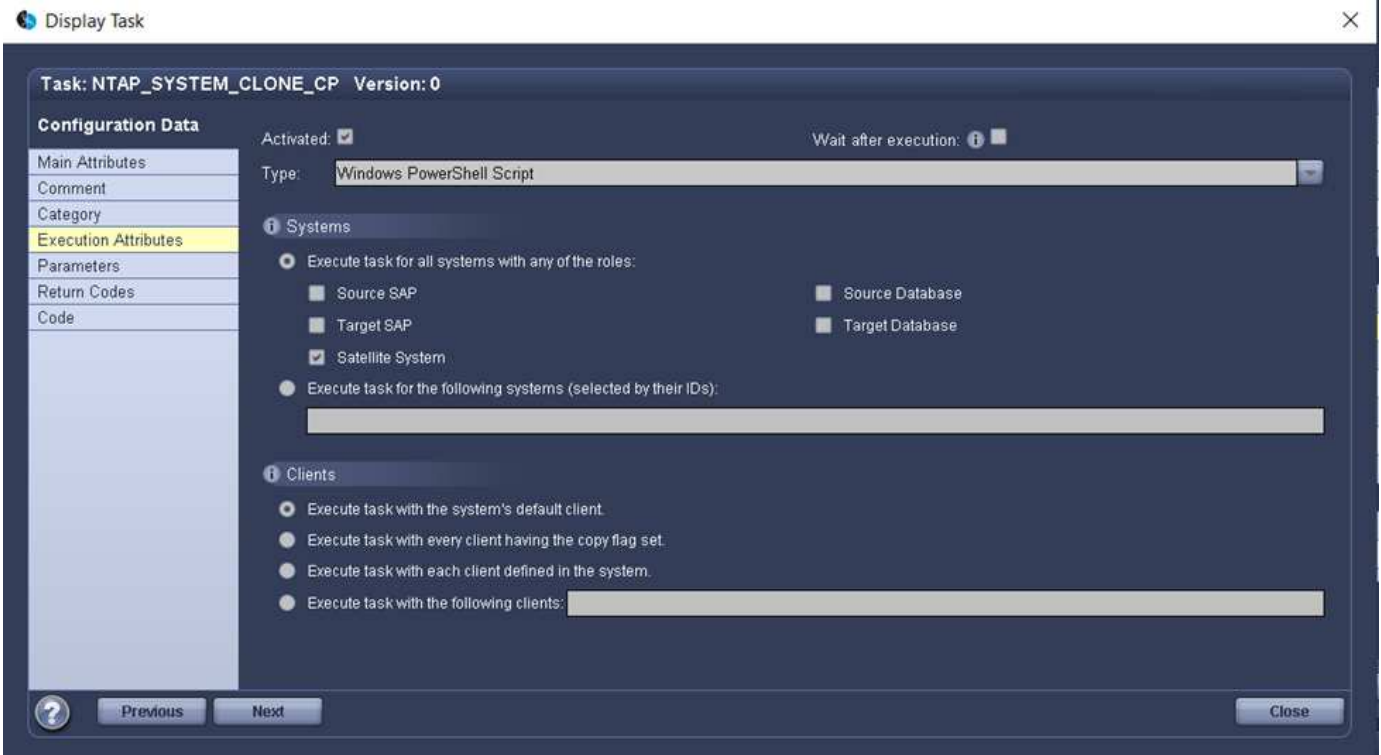 Display Task
Task: NTAP_SYSTEM_CLONE_CP Version: 0
Configuration Data
Main Attributes
Comment
Category
Execution Attributes
Parameters
Return Codes
Code
Activated:
Wait after execution:
Type: Windows PowerShell Script
Systems
Execute task for all systems with any of the roles:
Source SAP
Source Database
Target SAP
Target Database
Satellite System
Execute task for the following systems (selected by their IDs):
Clients
Execute task with the system's default client.
Execute task with every client having the copy flag set.
Execute task with each client defined in the system.
Execute task with the following clients:
?
Previous
Next
Close